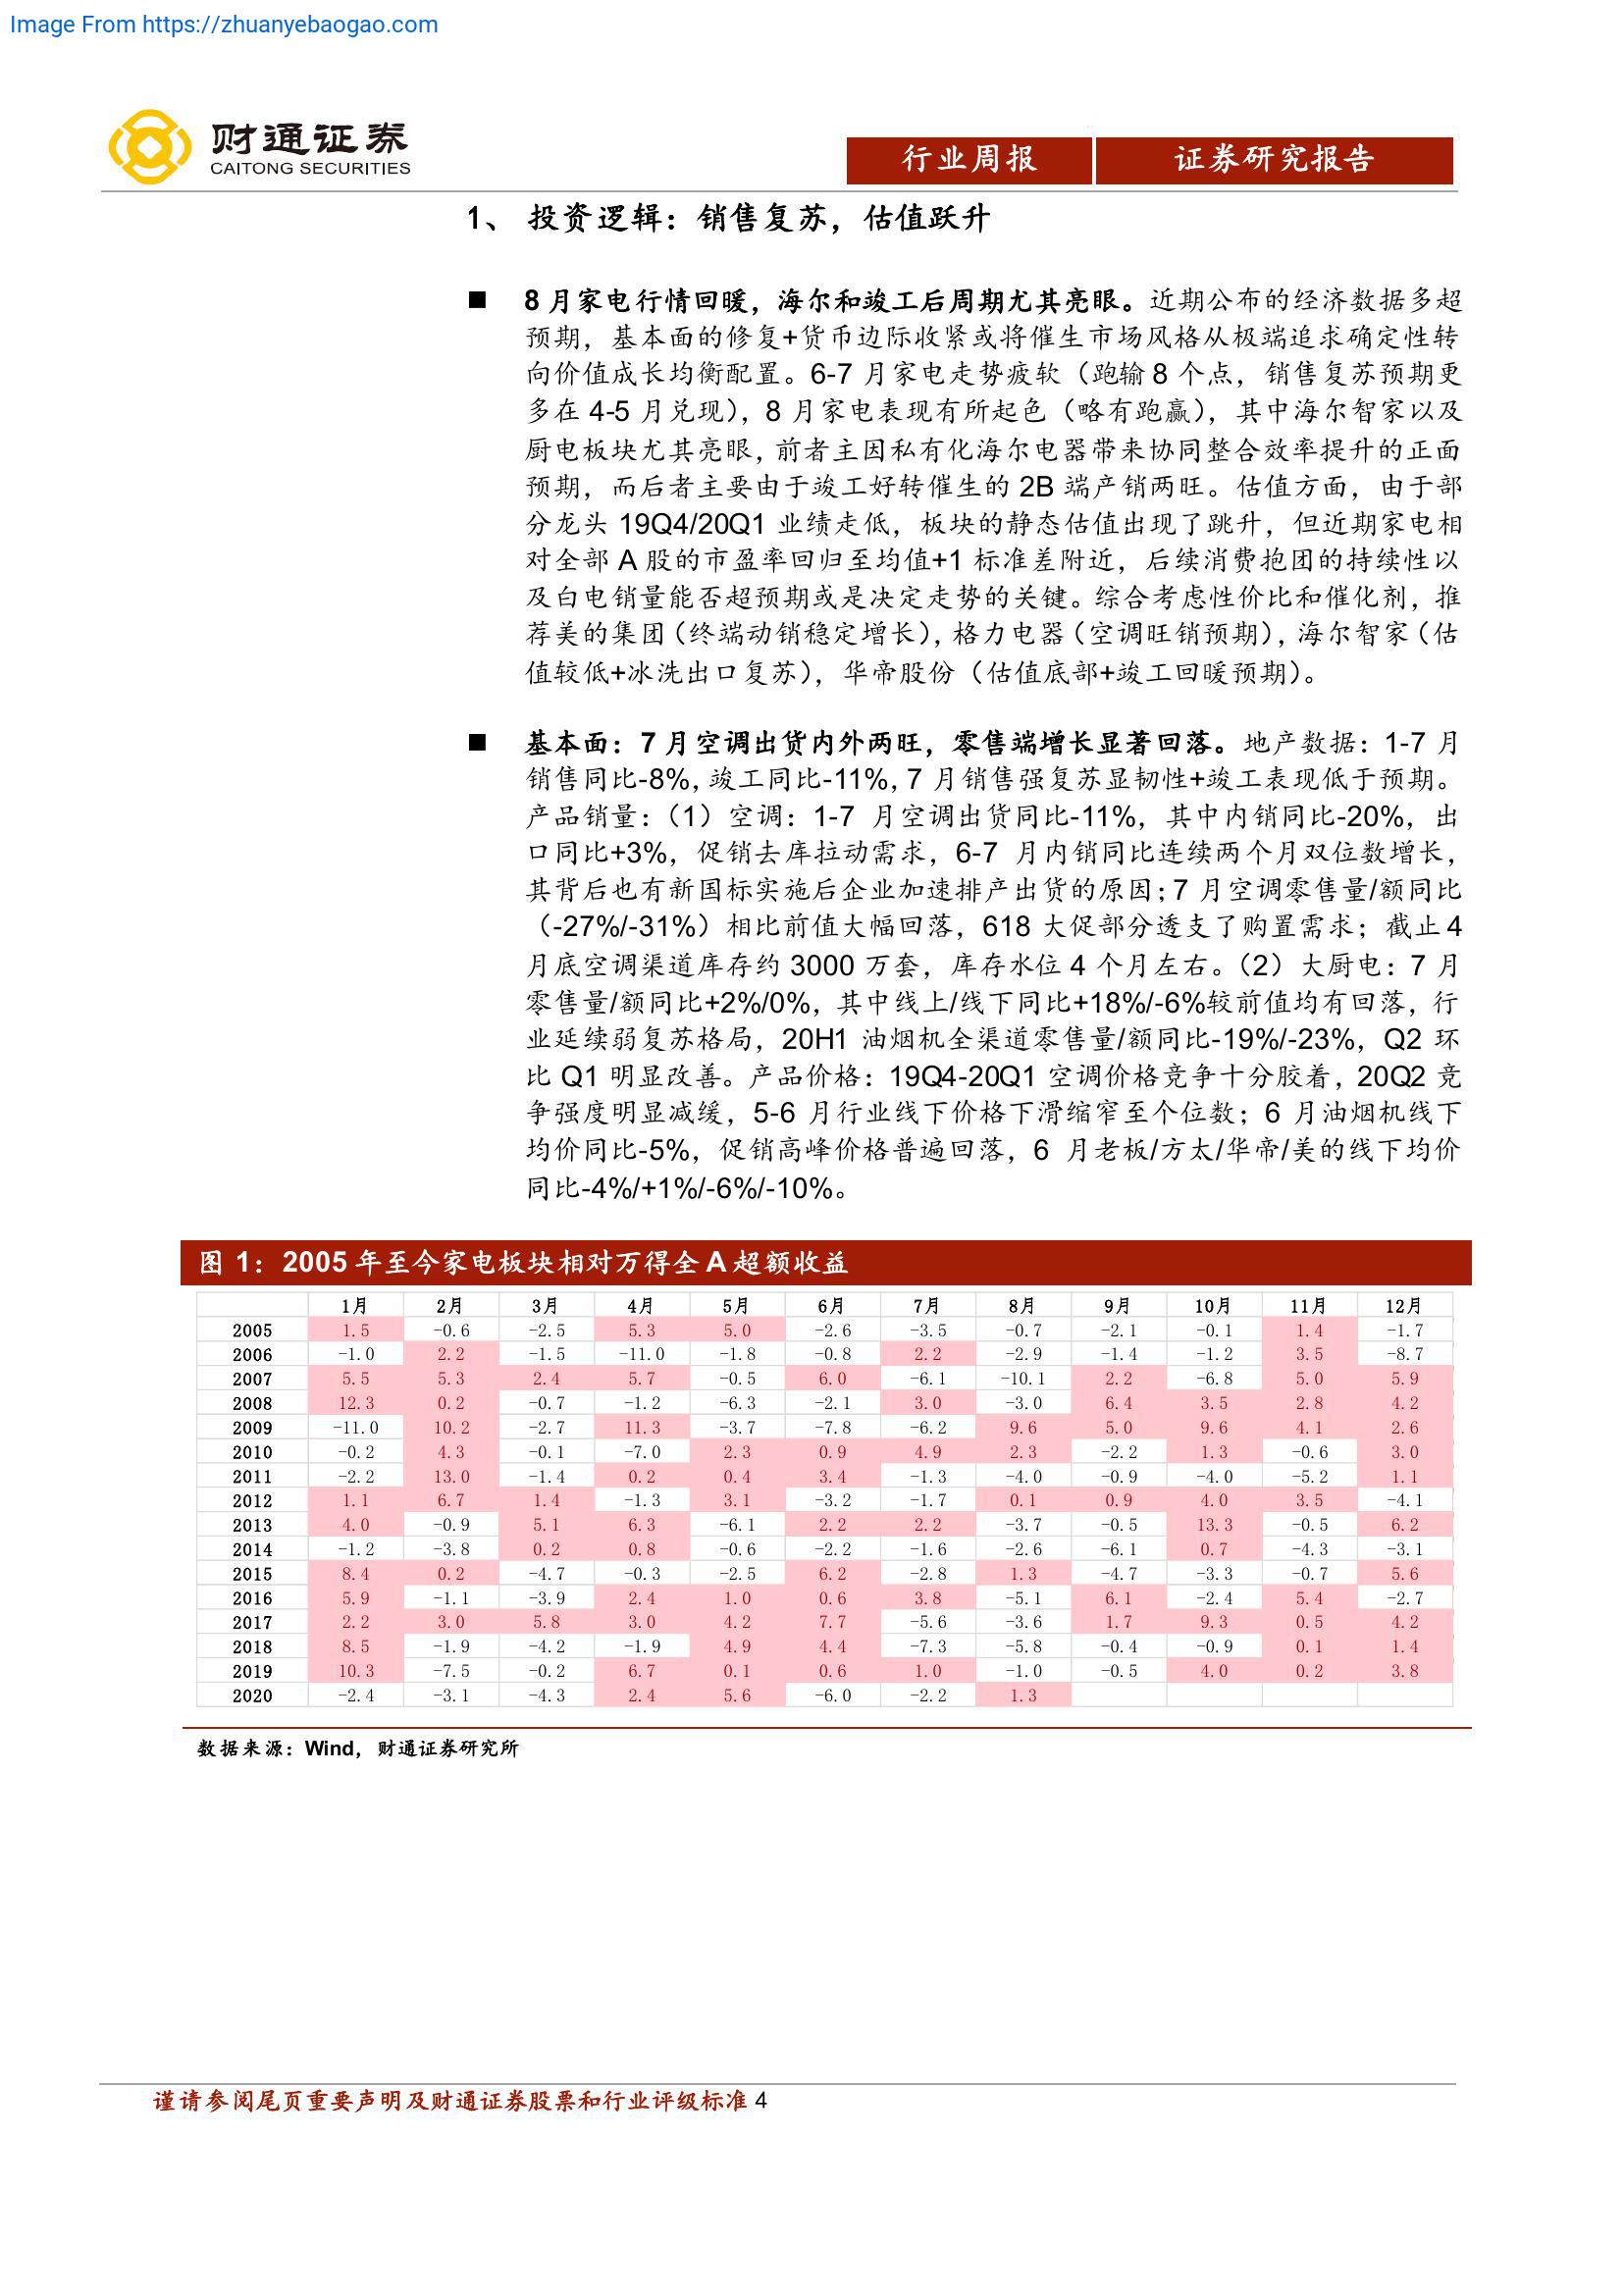 Image From https://zhuanyebaogao.com
财通证券
CAITONG SECURITIES
行业周报 证券研究报告
1、 投资逻辑：销售复苏，估值跃升
■ 8 月家电行情回暖，海尔和竣工后周期尤其亮眼。近期公布的经济数据多超
预期，基本面的修复+货币边际收紧或将催生市场风格从极端追求确定性转
向价值成长均衡配置。6-7 月家电走势疲软（跑输 8 个点，销售复苏预期更
多在 4-5 月兑现），8 月家电表现有所起色（略有跑赢），其中海尔智家以及
厨电板块尤其亮眼，前者主因私有化海尔电器带来协同整合效率提升的正面
预期，而后者主要由于竣工好转催生的 2B 端产销两旺。估值方面，由于部
分龙头 19Q4/20Q1 业绩走低，板块的静态估值出现了跳升，但近期家电相
对全部 A 股的市盈率回归至均值+1 标准差附近，后续消费抱团的持续性以
及白电销量能否超预期或是决定走势的关键。综合考虑性价比和催化剂，推
荐美的集团（终端动销稳定增长），格力电器（空调旺销预期），海尔智家（估
值较低+冰洗出口复苏），华帝股份（估值底部+竣工回暖预期）。
■ 基本面：7 月空调出货内外两旺，零售端增长显著回落。地产数据：1-7 月
销售同比-8%，竣工同比-11%，7 月销售强复苏显韧性+竣工表现低于预期。
产品销量：（1）空调：1-7 月空调出货同比-11%，其中内销同比-20%，出
口同比+3%，促销去库拉动需求，6-7 月内销同比连续两个月双位数增长，
其背后也有新国标实施后企业加速排产出货的原因；7 月空调零售量/额同比
（-27%/-31%）相比前值大幅回落，618 大促部分透支了购置需求；截止 4
月底空调渠道库存约 3000 万套，库存水位 4 个月左右。（2）大厨电：7 月
零售量/额同比+2%/0%，其中线上/线下同比+18%/-6%较前值均有回落，行
业延续弱复苏格局，20H1 油烟机全渠道零售量/额同比-19%/-23%，Q2 环
比 Q1 明显改善。产品价格：19Q4-20Q1 空调价格竞争十分胶着，20Q2 竞
争强度明显减缓，5-6 月行业线下价格下滑缩窄至个位数；6 月油烟机线下
均价同比-5%，促销高峰价格普遍回落，6 月老板/方太/华帝/美的线下均价
同比-4%/+1%/-6%/-10%。
图 1：2005 年至今家电板块相对万得全 A 超额收益
1月 2月 3月 4月 5月 6月 7月 8月 9月 10月 11月 12月
2005 1.5 -0.6 -2.5 5.3 5.0 -2.6 -3.5 -0.7 -2.1 -0.1 1.4 -1.7
2006 -1.0 2.2 -1.5 -11.0 -1.8 -0.8 2.2 -2.9 -1.4 -1.2 3.5 -8.7
2007 5.5 5.3 2.4 5.7 -0.5 6.0 -6.1 -10.1 2.2 -6.8 5.0 5.9
2008 12.3 0.2 -0.7 -1.2 -6.3 -2.1 3.0 -3.0 6.4 3.5 2.8 4.2
2009 -11.0 10.2 -2.7 11.3 -3.7 -7.8 -6.2 9.6 5.0 9.6 4.1 2.6
2010 -0.2 4.3 -0.1 -7.0 2.3 0.9 4.9 2.3 -2.2 1.3 -0.6 3.0
2011 -2.2 13.0 -1.4 0.2 0.4 3.4 -1.3 -4.0 -0.9 -4.0 -5.2 1.1
2012 1.1 6.7 1.4 -1.3 3.1 -3.2 -1.7 0.1 0.9 4.0 3.5 -4.1
2013 4.0 -0.9 5.1 6.3 -6.1 2.2 2.2 -3.7 -0.5 13.3 -0.5 6.2
2014 -1.2 -3.8 0.2 0.8 -0.6 -2.2 -1.6 -2.6 -6.1 0.7 -4.3 -3.1
2015 8.4 0.2 -4.7 -0.3 -2.5 6.2 -2.8 1.3 -4.7 -3.3 -0.7 5.6
2016 5.9 -1.1 -3.9 2.4 1.0 0.6 3.8 -5.1 6.1 -2.4 5.4 -2.7
2017 2.2 3.0 5.8 3.0 4.2 7.7 -5.6 -3.6 1.7 9.3 0.5 4.2
2018 8.5 -1.9 -4.2 -1.9 4.9 4.4 -7.3 -5.8 -0.4 -0.9 0.1 1.4
2019 10.3 -7.5 -0.2 6.7 0.1 0.6 1.0 -1.0 -0.5 4.0 0.2 3.8
2020 -2.4 -3.1 -4.3 2.4 5.6 -6.0 -2.2 1.3
数据来源：Wind，财通证券研究所
谨请参阅尾页重要声明及财通证券股票和行业评级标准 4